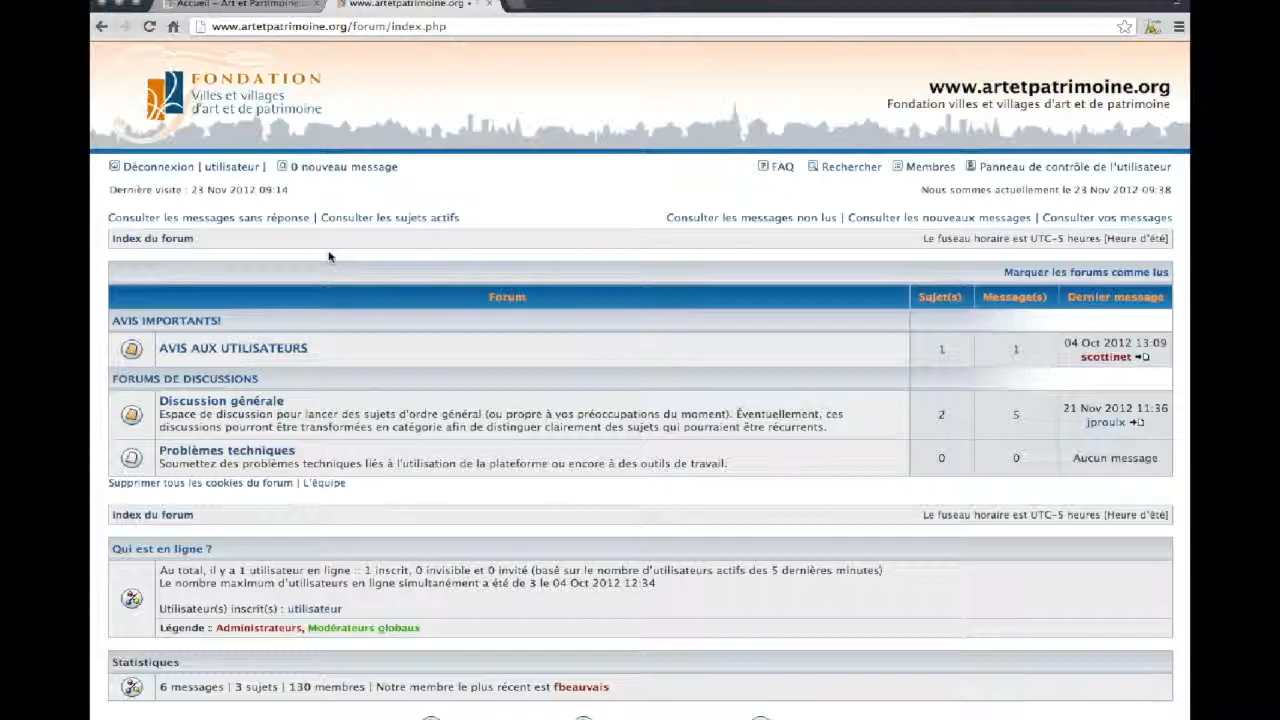 Accueil – Art et Partimoine...
www.artetpatrimoine.org •
www.artetpatrimoine.org/forum/index.php
FONDATION
Villes et villages
d'art et de patrimoine
www.artetpatrimoine.org
Fondation villes et villages d'art et de patrimoine
Déconnexion [ utilisateur ] 0 nouveau message
FAQ Rechercher Membres Panneau de contrôle de l'utilisateur
Dernière visite : 23 Nov 2012 09:14
Nous sommes actuellement le 23 Nov 2012 09:38
Consulter les messages sans réponse | Consulter les sujets actifs
Consulter les messages non lus | Consulter les nouveaux messages | Consulter vos messages
Index du forum
Le fuseau horaire est UTC-5 heures [Heure d'été]
Marquer les forums comme lus
Forum Sujet(s) Message(s) Dernier message
AVIS IMPORTANTS!
AVIS AUX UTILISATEURS
1 1
04 Oct 2012 13:09
scottinet
FORUMS DE DISCUSSIONS
Discussion générale
Espace de discussion pour lancer des sujets d'ordre général (ou propre à vos préoccupations du moment). Éventuellement, ces
discussions pourront être transformées en catégorie afin de distinguer clairement des sujets qui pourraient être récurrents.
2 5
21 Nov 2012 11:36
jproulx
Problèmes techniques
Soumettez des problèmes techniques liés à l'utilisation de la plateforme ou encore à des outils de travail.
0 0 Aucun message
Supprimer tous les cookies du forum | L'équipe
Index du forum
Le fuseau horaire est UTC-5 heures [Heure d'été]
Qui est en ligne ?
Au total, il y a 1 utilisateur en ligne :: 1 inscrit, 0 invisible et 0 invité (basé sur le nombre d'utilisateurs actifs des 5 dernières minutes)
Le nombre maximum d'utilisateurs en ligne simultanément a été de 3 le 04 Oct 2012 12:34
Utilisateur(s) inscrit(s) : utilisateur
Légende :: Administrateurs, Modérateurs globaux
Statistiques
6 messages | 3 sujets | 130 membres | Notre membre le plus récent est fbeauvais